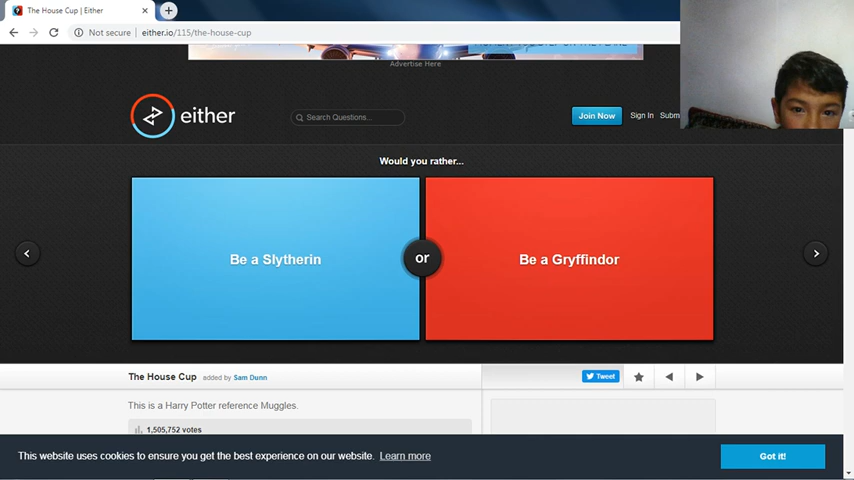 The House Cup | Either
Not secure | either.io/115/the-house-cup
Advertise Here
either
Search Questions...
Join Now
Sign In
Would you rather...
Be a Slytherin
or
Be a Gryffindor
The House Cup added by Sam Dunn
Tweet
This is a Harry Potter reference Muggles.
1,505,752 votes
This website uses cookies to ensure you get the best experience on our website. Learn more
Got it!